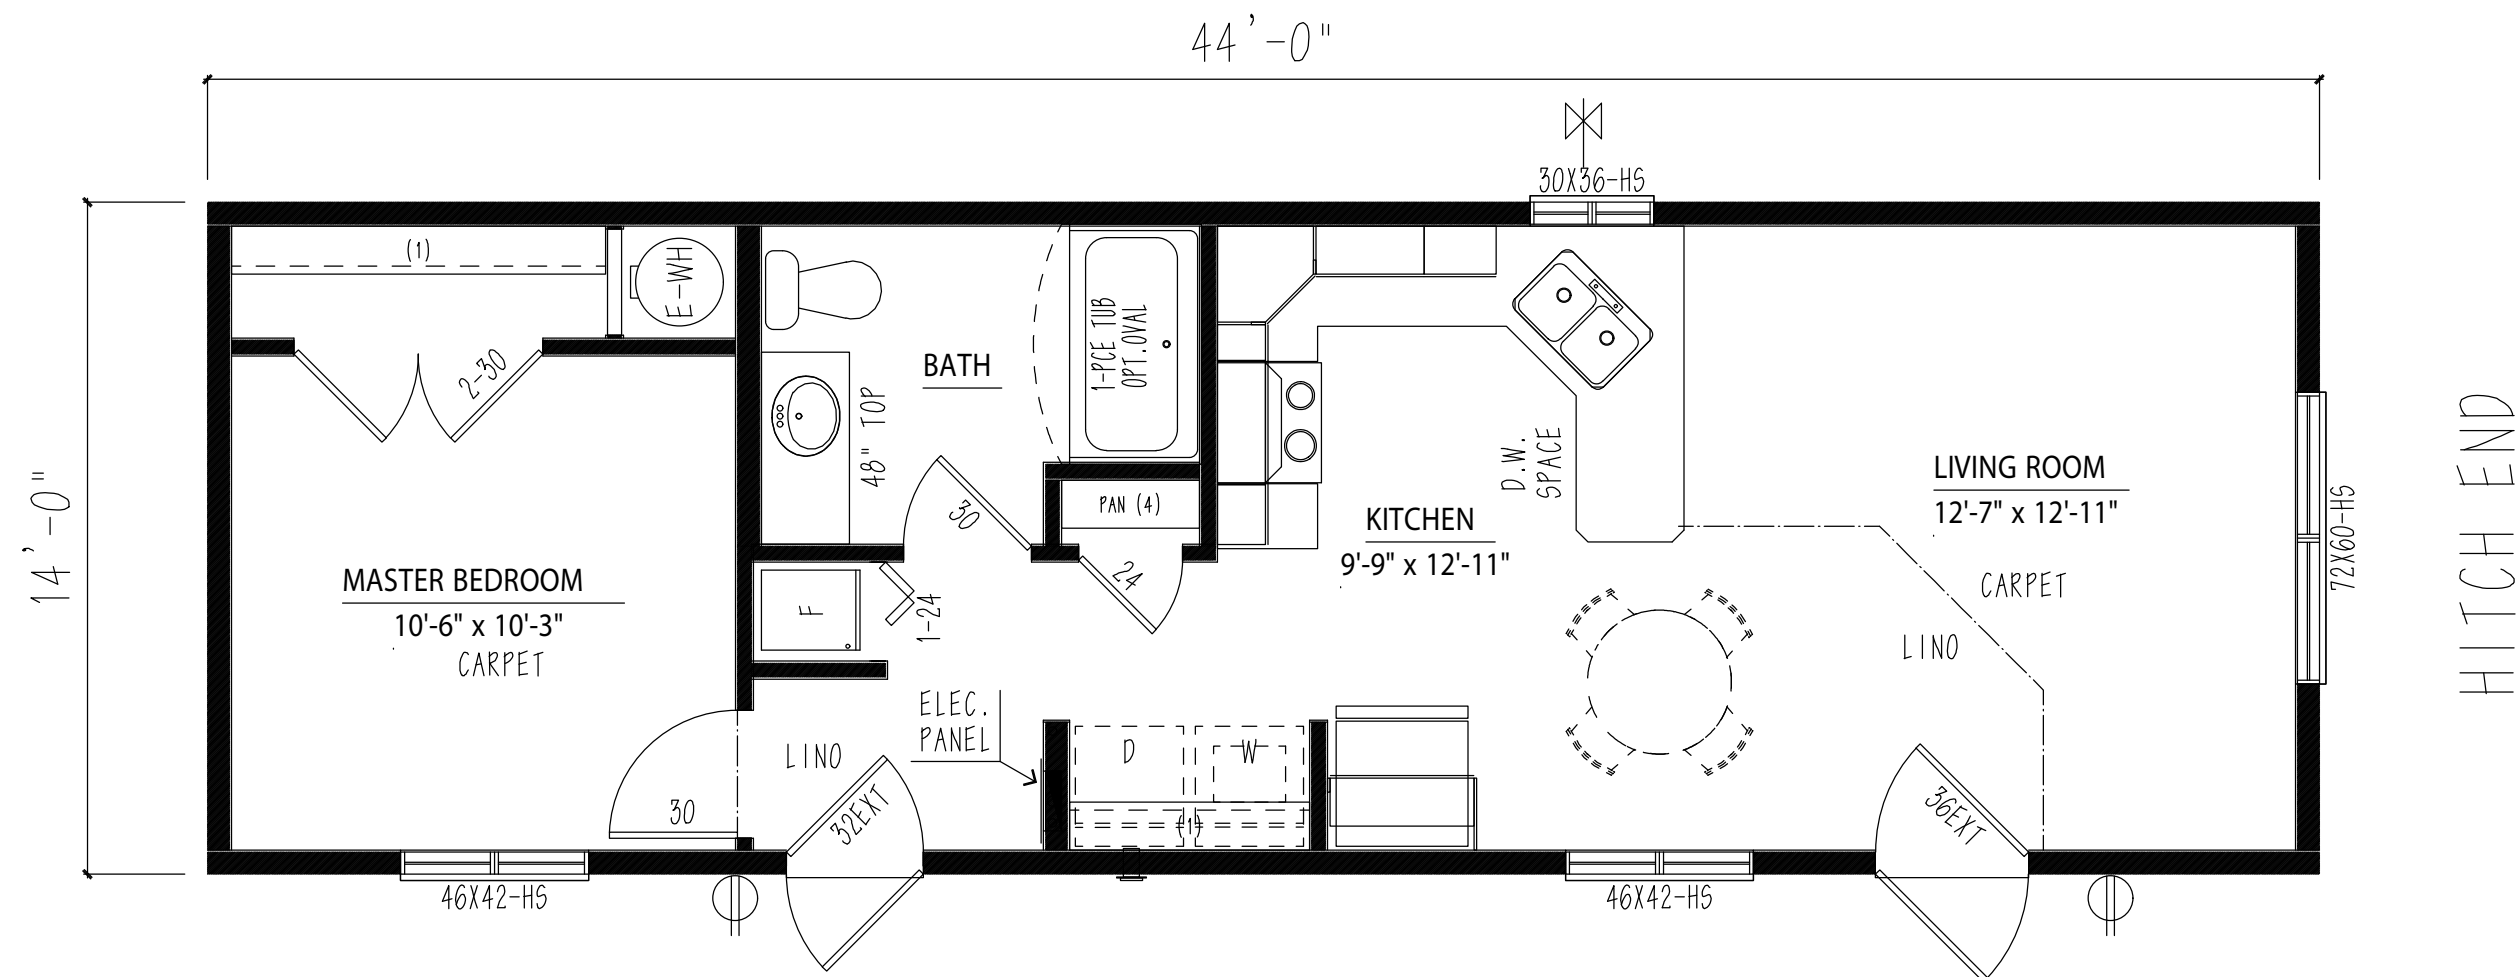 44'-0"
30X36-HS
(1)
E-WH
2-30
BATH
1-PCE TUB
OPT.OVAL
48" TOP
30
PAN (4)
24
D.W.
SPACE
KITCHEN
9'-9" x 12'-11"
LIVING ROOM
12'-7" x 12'-11"
CARPET
LINO
72X60-HS
HITCH END
14'-0"
MASTER BEDROOM
10'-6" x 10'-3"
CARPET
F
1-24
ELEC.
PANEL
LINO
D
W
(1)
30
32EXT
36EXT
46X42-HS
46X42-HS